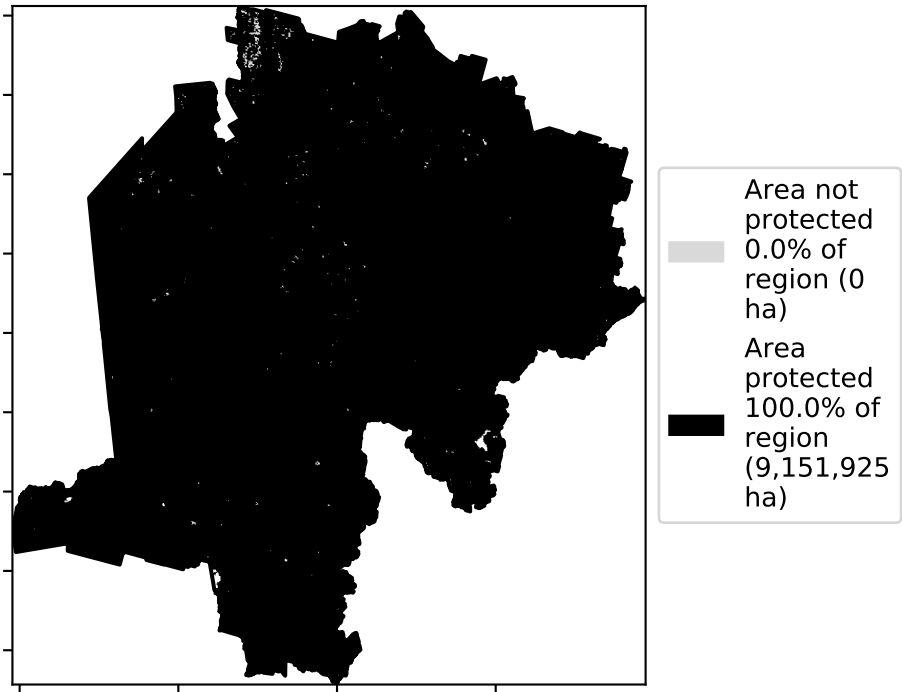 Area not
protected
0.0% of
region (0
ha)
Area
protected
100.0% of
region
(9,151,925
ha)